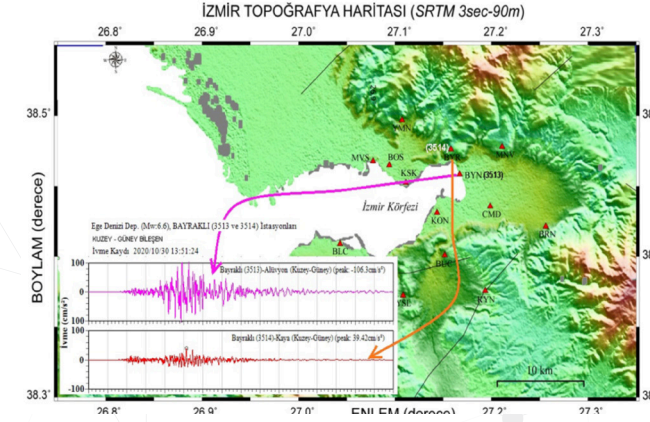 İZMİR TOPOĞRAFYA HARİTASI (SRTM 3sec-90m)
26.8° 26.9° 27.0° 27.1° 27.2° 27.3°
38.5°
YMN
(3514)
MNV
MVS BOS
KSK
BYN (3513)
İzmir Körfezi
CMD
KON
BRN
BLC
KYN
38.3°
BOYLAM (derece)
Ege Denizi Dep. (Mw:6.6), BAYRAKLI (3513 ve 3514) İstasyonları
KUZEY - GÜNEY BİLEŞEN
İvme Kaydı 2020/10/30 13:51:24
Bayraklı (3513)-Alüvyon (Kuzey-Güney) (peak: -106.3cm/s²)
Bayraklı (3514)-Kaya (Kuzey-Güney) (peak: 39.42cm/s²)
İvme (cm/s²)
100
0
-100
100
0
-100
10 km
26.8° 26.9° 27.0° 27.1° 27.2° 27.3°
ENLEM (derece)